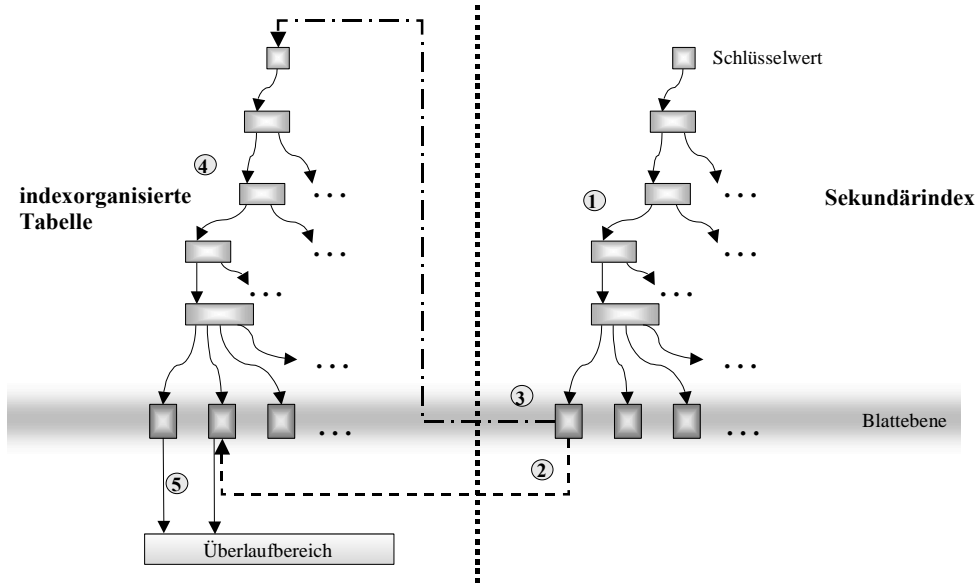 Schlüsselwert
4
indexorganisierte
Tabelle
...
1
...
Sekundärindex
...
...
...
...
...
...
3
...
...
Blattebene
2
5
Überlaufbereich